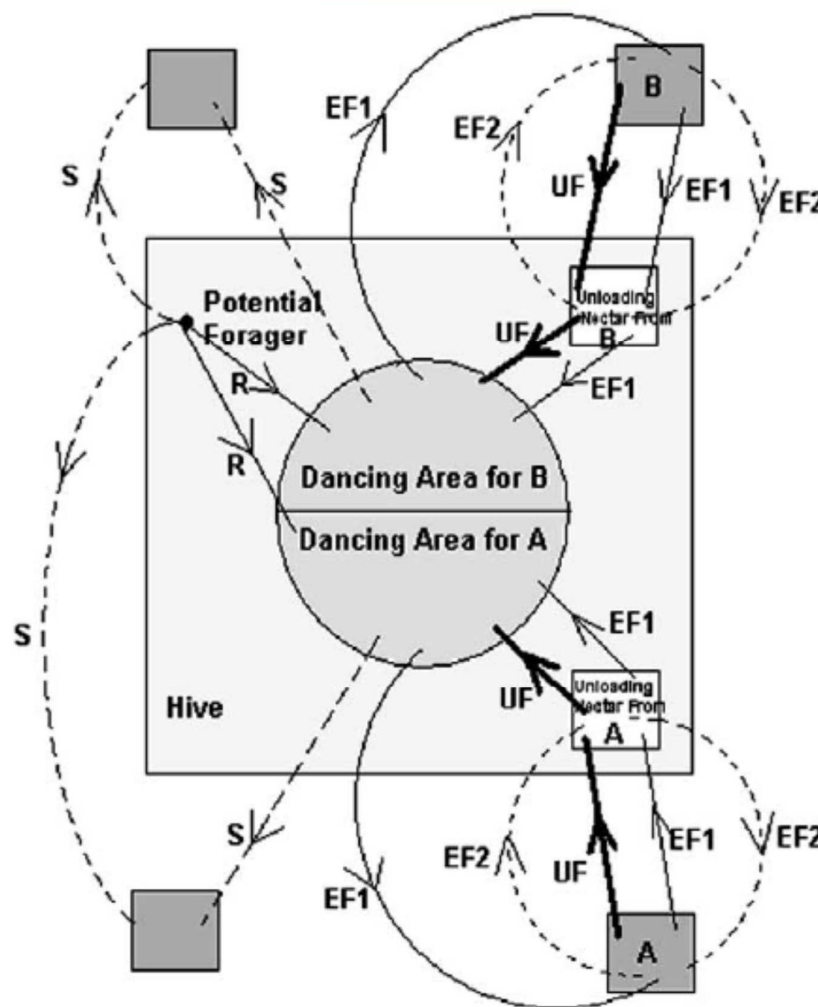 B
EF1
EF2
S
S
UF
EF1
EF2
Potential
Forager
Unloading
Nectar From
B
UF
R
EF1
R
Dancing Area for B
Dancing Area for A
S
EF1
Hive
UF
Unloading
Nectar From
A
S
EF2
EF1
EF2
UF
EF1
A